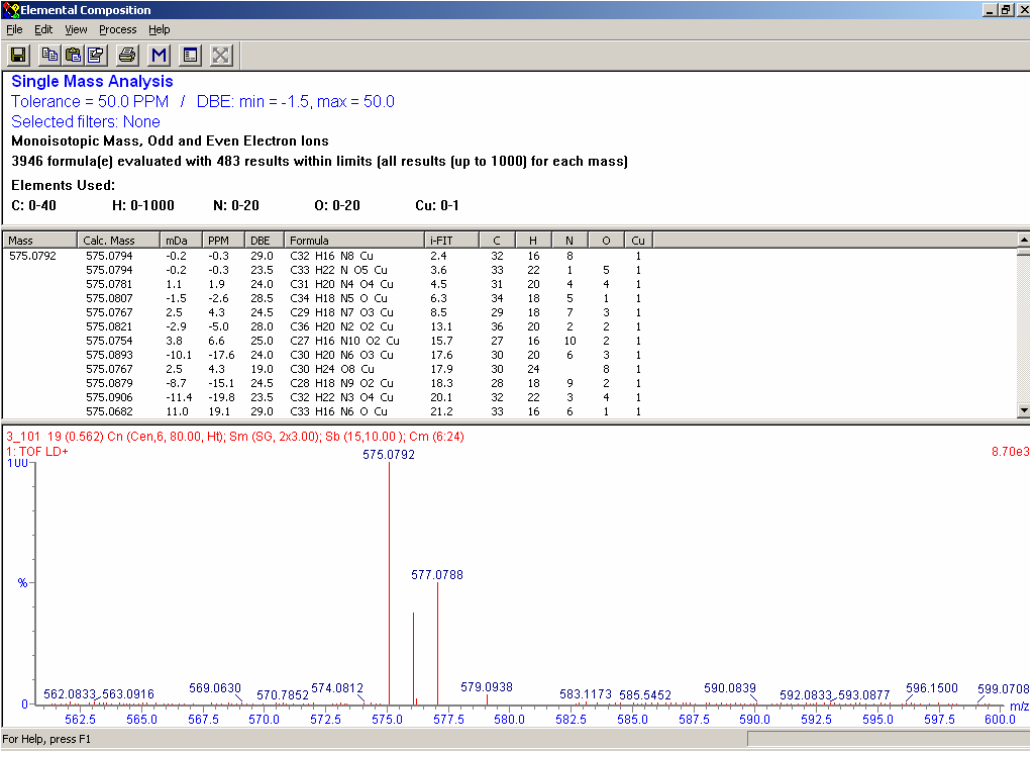 Elemental Composition
File Edit View Process Help
M
Single Mass Analysis
Tolerance = 50.0 PPM / DBE: min = -1.5, max = 50.0
Selected filters: None
Monoisotopic Mass, Odd and Even Electron Ions
3946 formula(e) evaluated with 483 results within limits (all results (up to 1000) for each mass)
Elements Used:
C: 0-40 H: 0-1000 N: 0-20 O: 0-20 Cu: 0-1
Mass Calc. Mass mDa PPM DBE Formula i-FIT C H N O Cu
575.0792 575.0794 -0.2 -0.3 29.0 C32 H16 N8 Cu 2.4 32 16 8 1
575.0794 -0.2 -0.3 23.5 C33 H22 N O5 Cu 3.6 33 22 1 5 1
575.0781 1.1 1.9 24.0 C31 H20 N4 O4 Cu 4.5 31 20 4 4 1
575.0807 -1.5 -2.6 28.5 C34 H18 N5 O Cu 6.3 34 18 5 1 1
575.0767 2.5 4.3 24.5 C29 H18 N7 O3 Cu 8.5 29 18 7 3 1
575.0821 -2.9 -5.0 28.0 C36 H20 N2 O2 Cu 13.1 36 20 2 2 1
575.0754 3.8 6.6 25.0 C27 H16 N10 O2 Cu 15.7 27 16 10 2 1
575.0893 -10.1 -17.6 24.0 C30 H20 N6 O3 Cu 17.6 30 20 6 3 1
575.0767 2.5 4.3 19.0 C30 H24 O8 Cu 17.9 30 24 8 1
575.0879 -8.7 -15.1 24.5 C28 H18 N9 O2 Cu 18.3 28 18 9 2 1
575.0906 -11.4 -19.8 23.5 C32 H22 N3 O4 Cu 20.1 32 22 3 4 1
575.0682 11.0 19.1 29.0 C33 H16 N6 O Cu 21.2 33 16 6 1 1
3_101 19 (0.562) Cn (Cen,6, 80.00, Ht); Sm (SG, 2x3.00); Sb (15,10.00 ); Cm (6:24)
1: TOF LD+ 8.70e3
100
575.0792
%
577.0788
0
562.0833 563.0916 569.0630 570.7852 574.0812 579.0938 583.1173 585.5452 590.0839 592.0833 593.0877 596.1500 599.0708
m/z
562.5 565.0 567.5 570.0 572.5 575.0 577.5 580.0 582.5 585.0 587.5 590.0 592.5 595.0 597.5 600.0
For Help, press F1